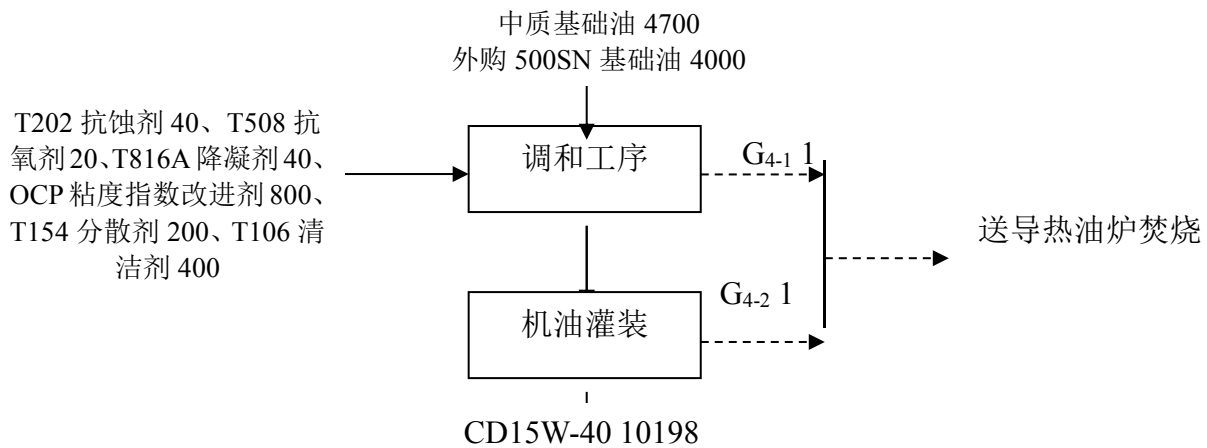 中质基础油 4700
外购 500SN 基础油 4000
T202 抗蚀剂 40、T508 抗
氧剂 20、T816A 降凝剂 40、
OCP 粘度指数改进剂 800、
T154 分散剂 200、T106 清
洁剂 400
调和工序
G4-1 1
送导热油炉焚烧
G4-2 1
机油灌装
CD15W-40 10198